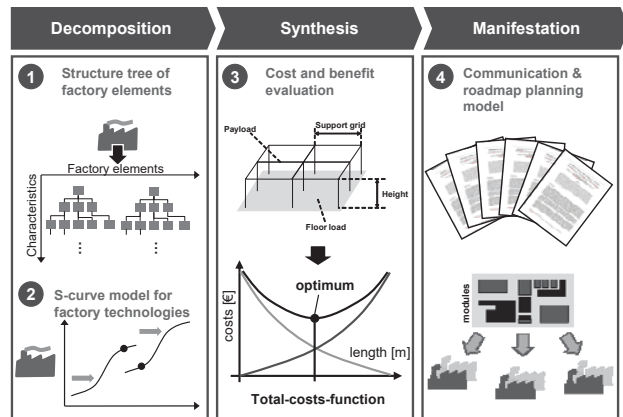 Decomposition
Synthesis
Manifestation
1
Structure tree of
factory elements
Factory elements
Characteristics
2
S-curve model for
factory technologies
3
Cost and benefit
evaluation
Support grid
Payload
Height
Floor load
costs [€]
optimum
length [m]
Total-costs-function
4
Communication &
roadmap planning
model
modules